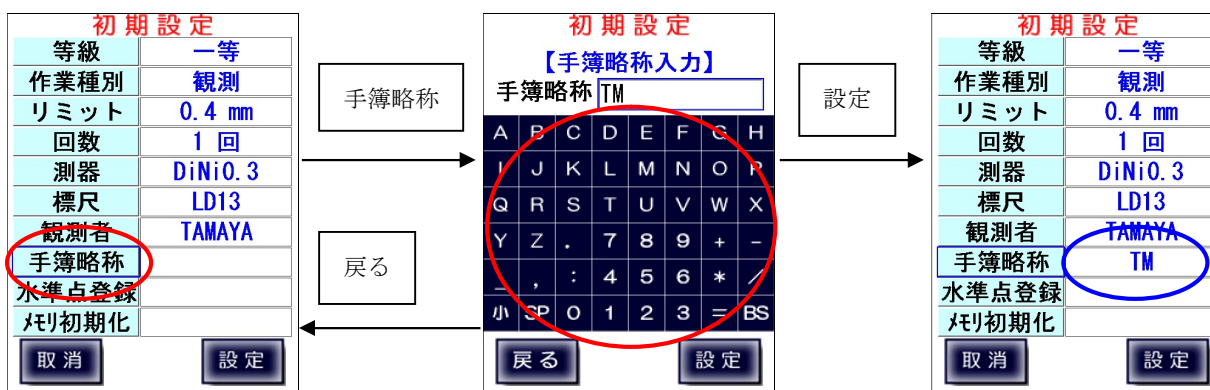 初期設定
等級 一等
作業種別 観測
リミット 0.4 mm
回数 1 回
測器 DiNi0.3
標尺 LD13
観測者 TAMAYA
手簿略称
水準点登録
ﾒﾓﾘ初期化
取消 設定
手簿略称
戻る
初期設定
【手簿略称入力】
手簿略称 TM
A B C D E F G H
I J K L M N O P
Q R S T U V W X
Y Z . 7 8 9 + -
_ , : 4 5 6 * /
小 SP 0 1 2 3 = BS
戻る 設定
設定
初期設定
等級 一等
作業種別 観測
リミット 0.4 mm
回数 1 回
測器 DiNi0.3
標尺 LD13
観測者 TAMAYA
手簿略称 TM
水準点登録
ﾒﾓﾘ初期化
取消 設定